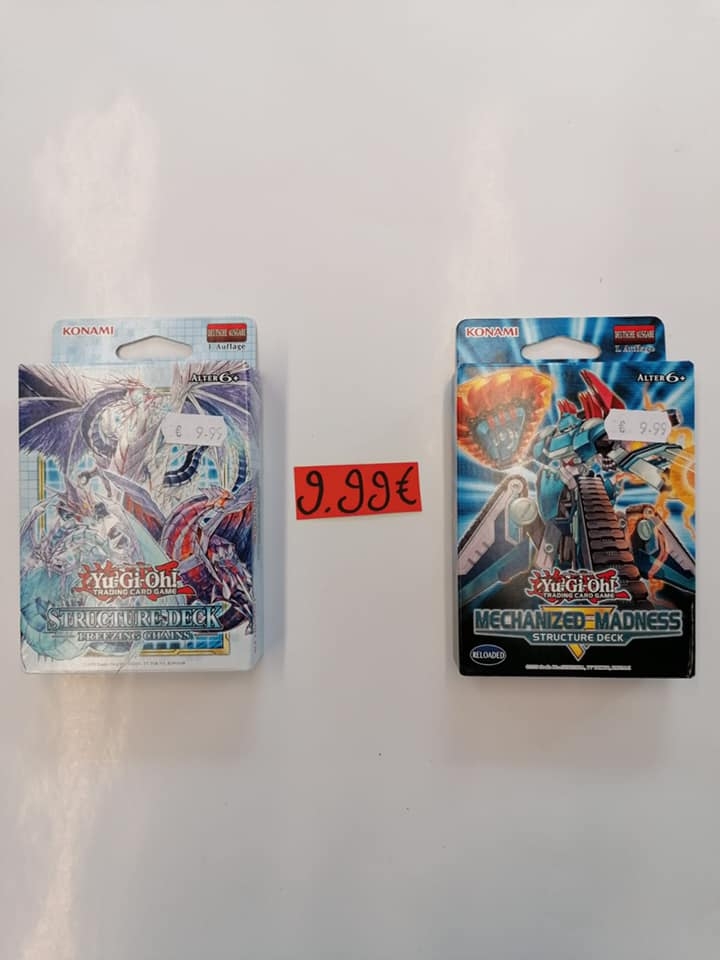 KONAMI
DEUTSCHE AUSGABE
1. Auflage
ALTER 6+
€ 9.99
Yu-Gi-Oh!
TRADING CARD GAME
STRUCTURE DECK
FREEZING CHAINS
9.99€
KONAMI
DEUTSCHE AUSGABE
1. Auflage
ALTER 6+
€ 9.99
Yu-Gi-Oh!
TRADING CARD GAME
MECHANIZED MADNESS
STRUCTURE DECK
RELOADED